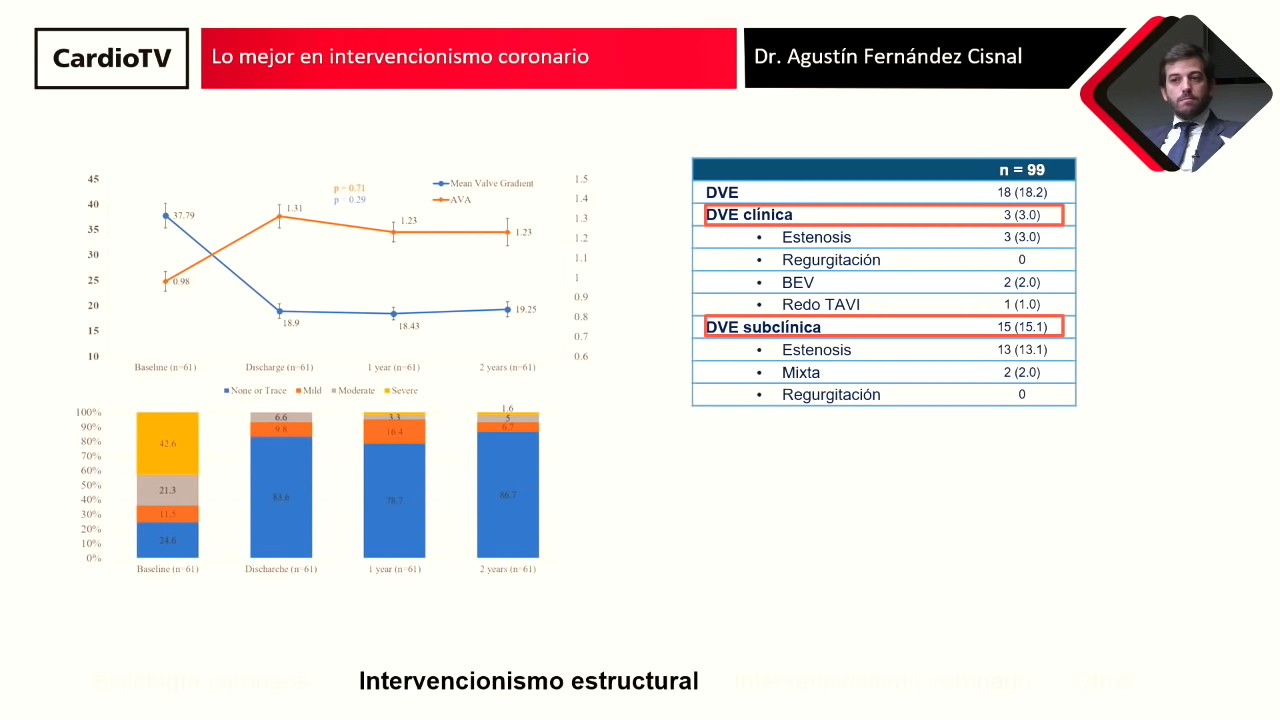 CardioTV
Lo mejor en intervencionismo coronario
Dr. Agustín Fernández Cisnal
45
40
35
30
25
20
15
10
p = 0.71
p = 0.29
Mean Valve Gradient
AVA
1.5
1.4
1.3
1.2
1.1
1
0.9
0.8
0.7
0.6
37.79
0.98
1.31
18.9
1.23
18.43
1.23
19.25
Baseline (n=61)
Discharge (n=61)
1 year (n=61)
2 years (n=61)
None or Trace
Mild
Moderate
Severe
100%
90%
80%
70%
60%
50%
40%
30%
20%
10%
0%
42.6
21.3
11.5
24.6
6.6
9.8
83.6
3.3
16.4
78.7
1.6
5
6.7
86.7
Baseline (n=61)
Discharche (n=61)
1 year (n=61)
2 years (n=61)
n = 99
DVE 18 (18.2)
DVE clínica 3 (3.0)
• Estenosis 3 (3.0)
• Regurgitación 0
• BEV 2 (2.0)
• Redo TAVI 1 (1.0)
DVE subclínica 15 (15.1)
• Estenosis 13 (13.1)
• Mixta 2 (2.0)
• Regurgitación 0
Intervencionismo estructural